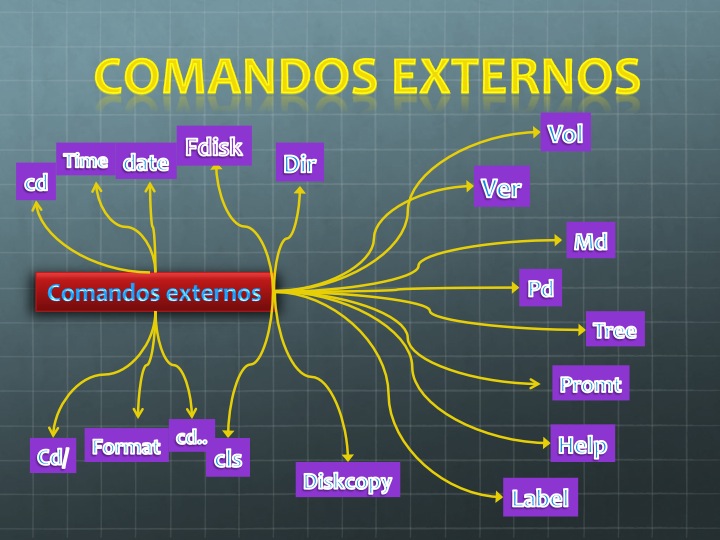 COMANDOS EXTERNOS
Vol
Fdisk
Time
date
Dir
cd
Ver
Md
Comandos externos
Pd
Tree
Promt
cd..
Format
Help
Cd/
cls
Diskcopy
Label